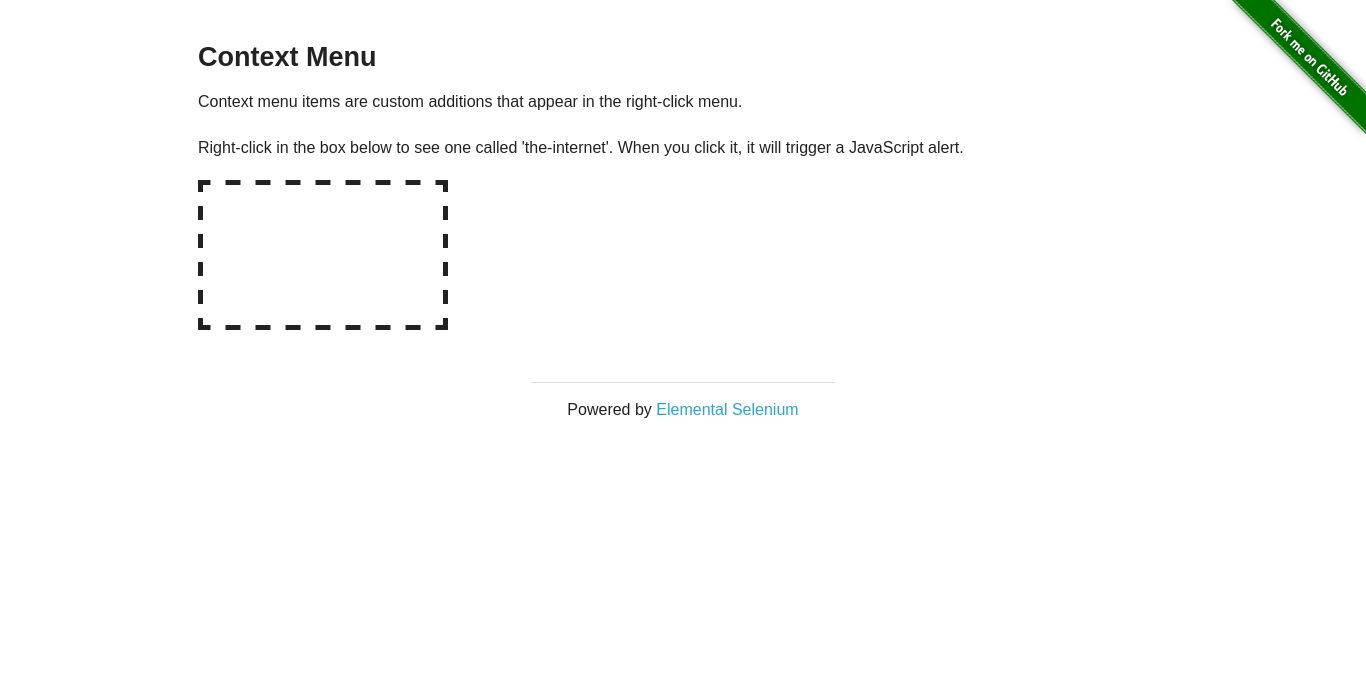 Context Menu
Context menu items are custom additions that appear in the right-click menu.
Right-click in the box below to see one called 'the-internet'. When you click it, it will trigger a JavaScript alert.
Powered by Elemental Selenium
Fork me on GitHub